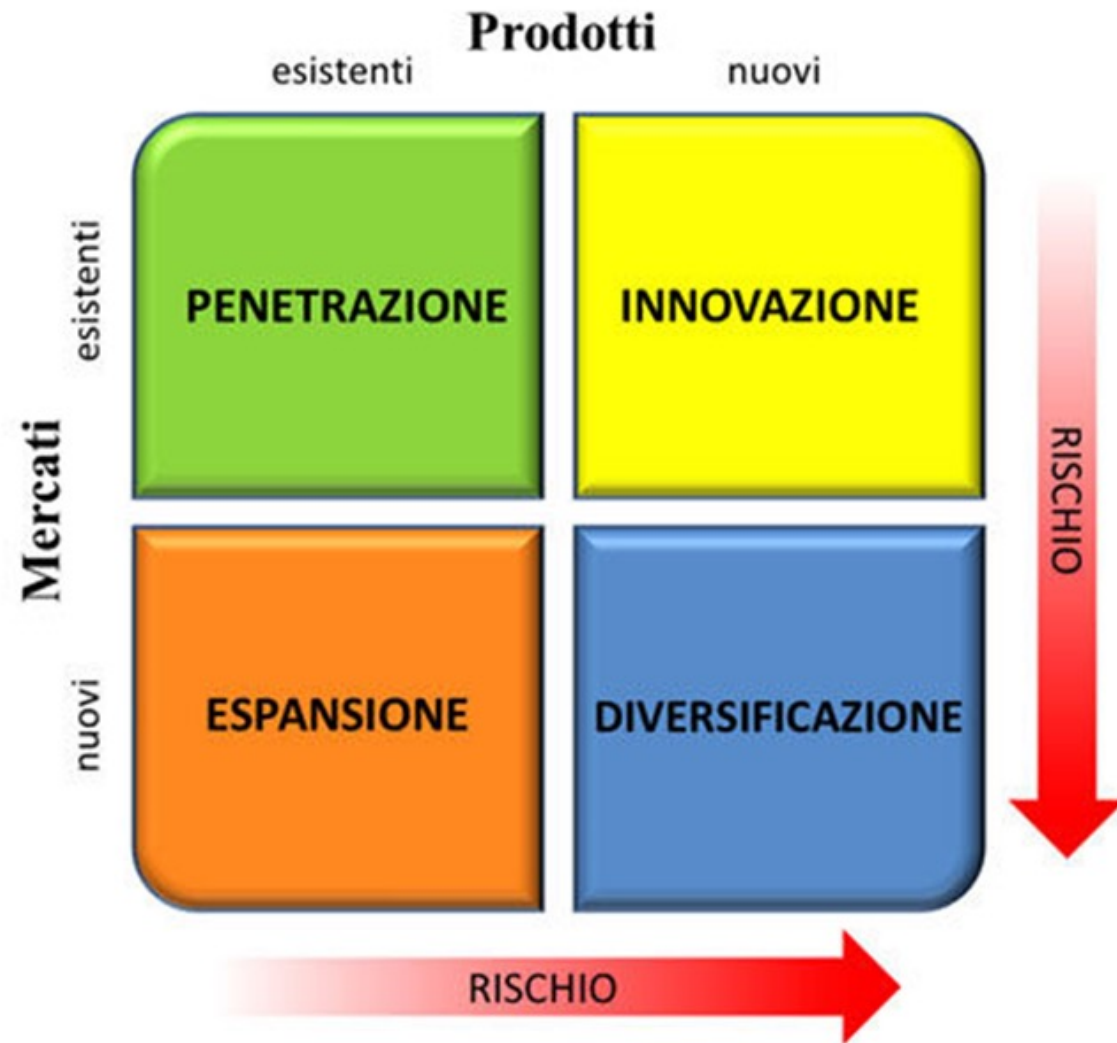 Prodotti
esistenti
nuovi
esistenti
PENETRAZIONE
INNOVAZIONE
RISCHIO
Mercati
nuovi
ESPANSIONE
DIVERSIFICAZIONE
RISCHIO